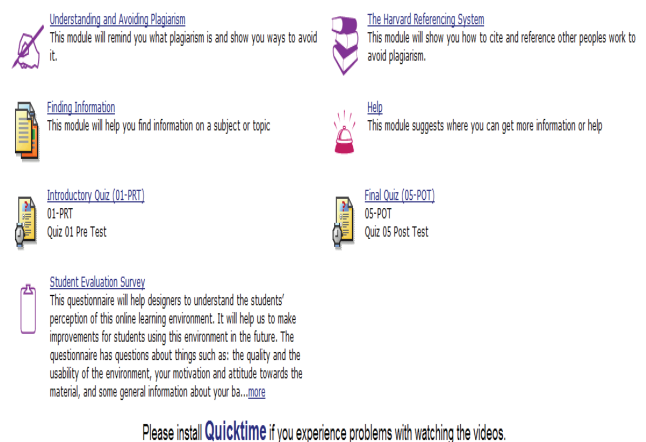 Understanding and Avoiding Plagiarism
This module will remind you what plagiarism is and show you ways to avoid
it.
The Harvard Referencing System
This module will show you how to cite and reference other peoples work to
avoid plagiarism.
Finding Information
This module will help you find information on a subject or topic
Help
This module suggests where you can get more information or help
Introductory Quiz (01-PRT)
01-PRT
Quiz 01 Pre Test
Final Quiz (05-POT)
05-POT
Quiz 05 Post Test
Student Evaluation Survey
This questionnaire will help designers to understand the students'
perception of this online learning environment. It will help us to make
improvements for students using this environment in the future. The
questionnaire has questions about things such as: the quality and the
usability of the environment, your motivation and attitude towards the
material, and some general information about your ba...more
Please install Quicktime if you experience problems with watching the videos.